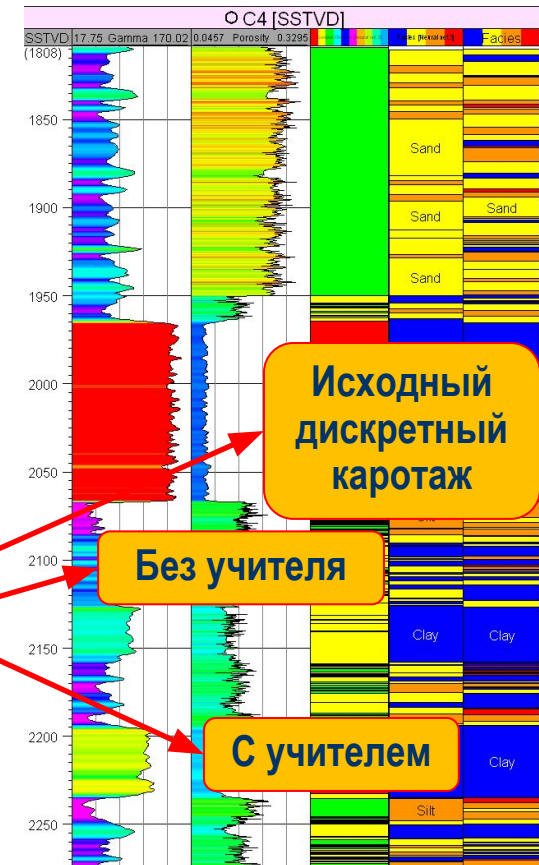 C4 [SSTVD]
SSTVD 17.75 Gamma 170.02 0.0457 Porosity 0.3295 Facies
(1808)
1850
Sand
1900
Sand
Sand
1950
Sand
2000
Исходный
дискретный
каротаж
2050
2100
Без учителя
2150
Clay
Clay
2200
С учителем
Clay
Silt
2250